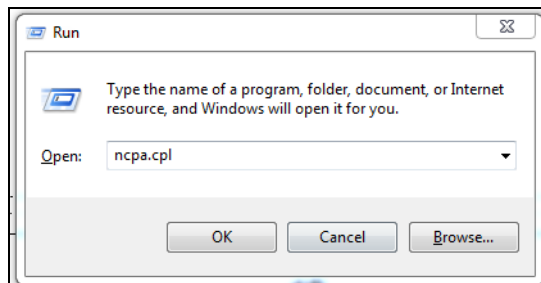 Run
Type the name of a program, folder, document, or Internet
resource, and Windows will open it for you.
Open: ncpa.cpl
OK Cancel Browse...